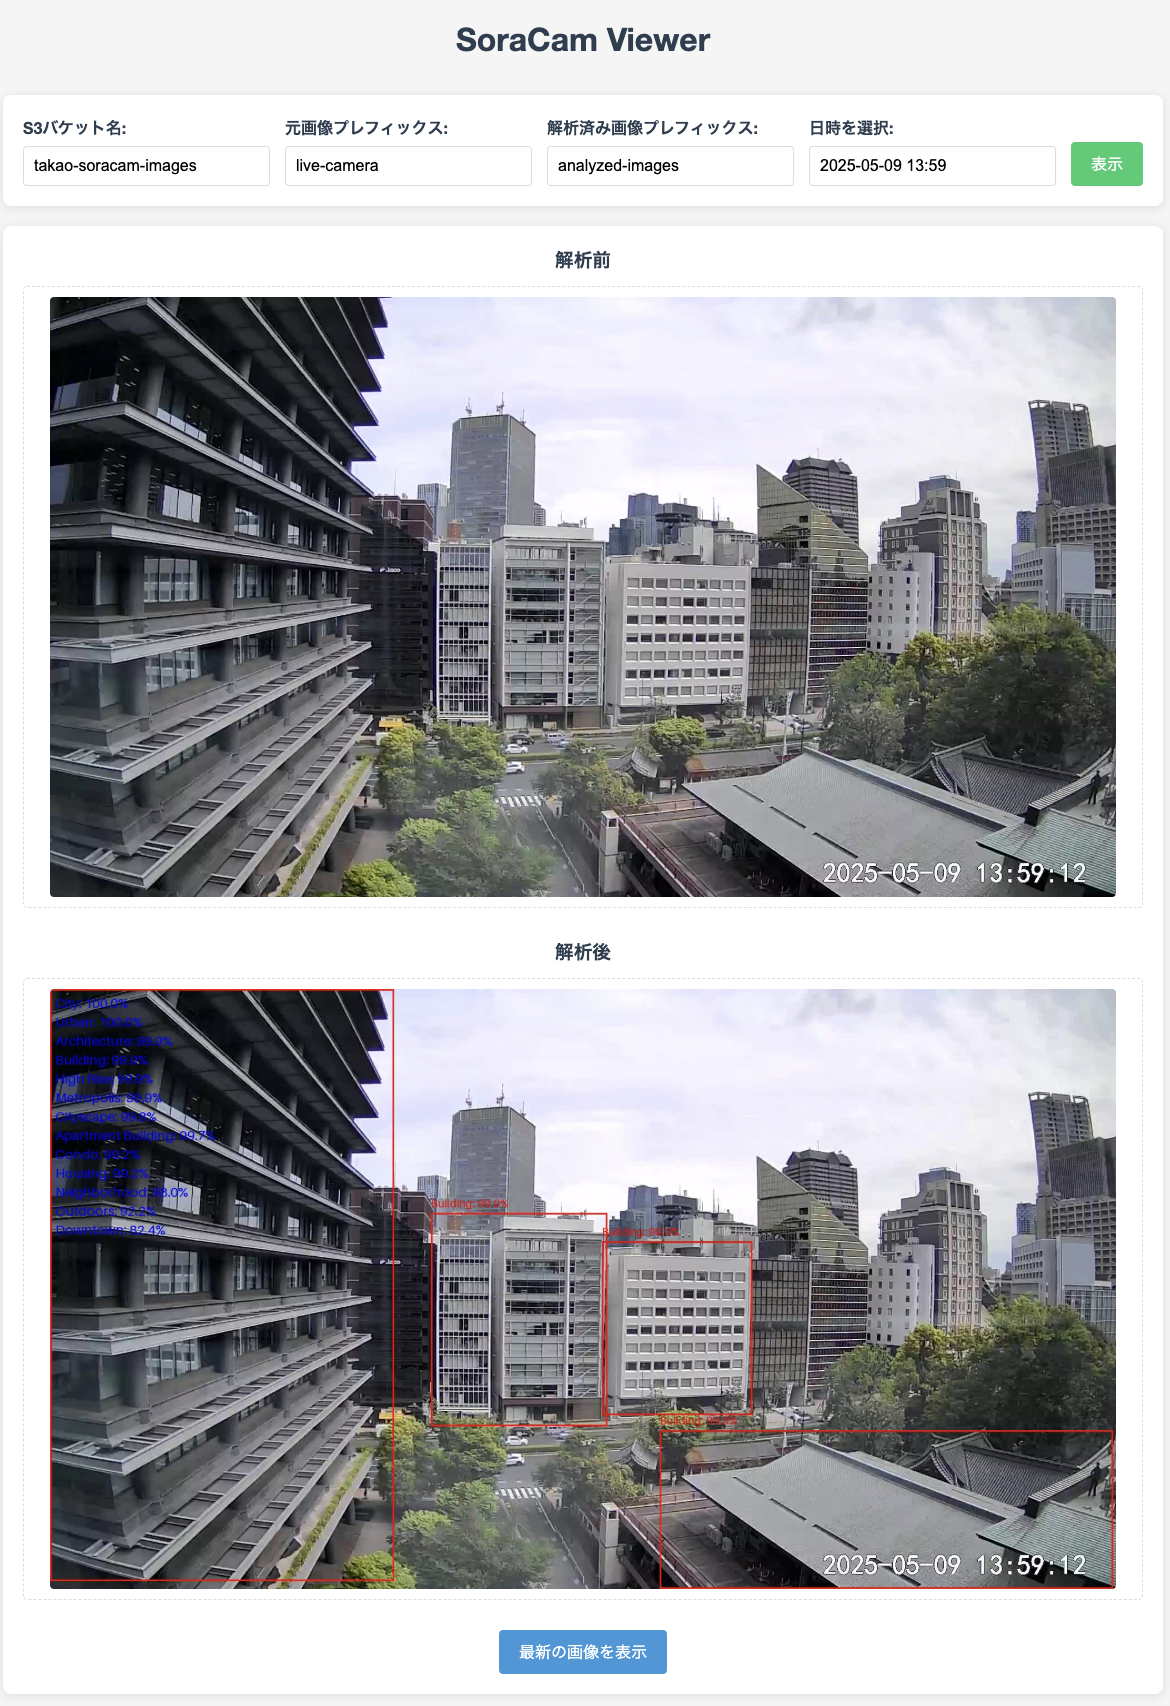 SoraCam Viewer
S3バケット名:
元画像プレフィックス:
解析済み画像プレフィックス:
日時を選択:
takao-soracam-images
live-camera
analyzed-images
2025-05-09 13:59
表示
解析前
2025-05-09 13:59:12
解析後
City: 100.0%
Urban: 100.0%
Architecture: 99.9%
Building: 99.9%
High Rise: 99.9%
Metropolis: 99.9%
Cityscape: 99.8%
Apartment Building: 99.7%
Condo: 99.2%
Housing: 99.2%
Neighborhood: 98.0%
Outdoors: 92.2%
Downtown: 82.4%
Building: 99.9%
Building:
Building:
2025-05-09 13:59:12
最新の画像を表示